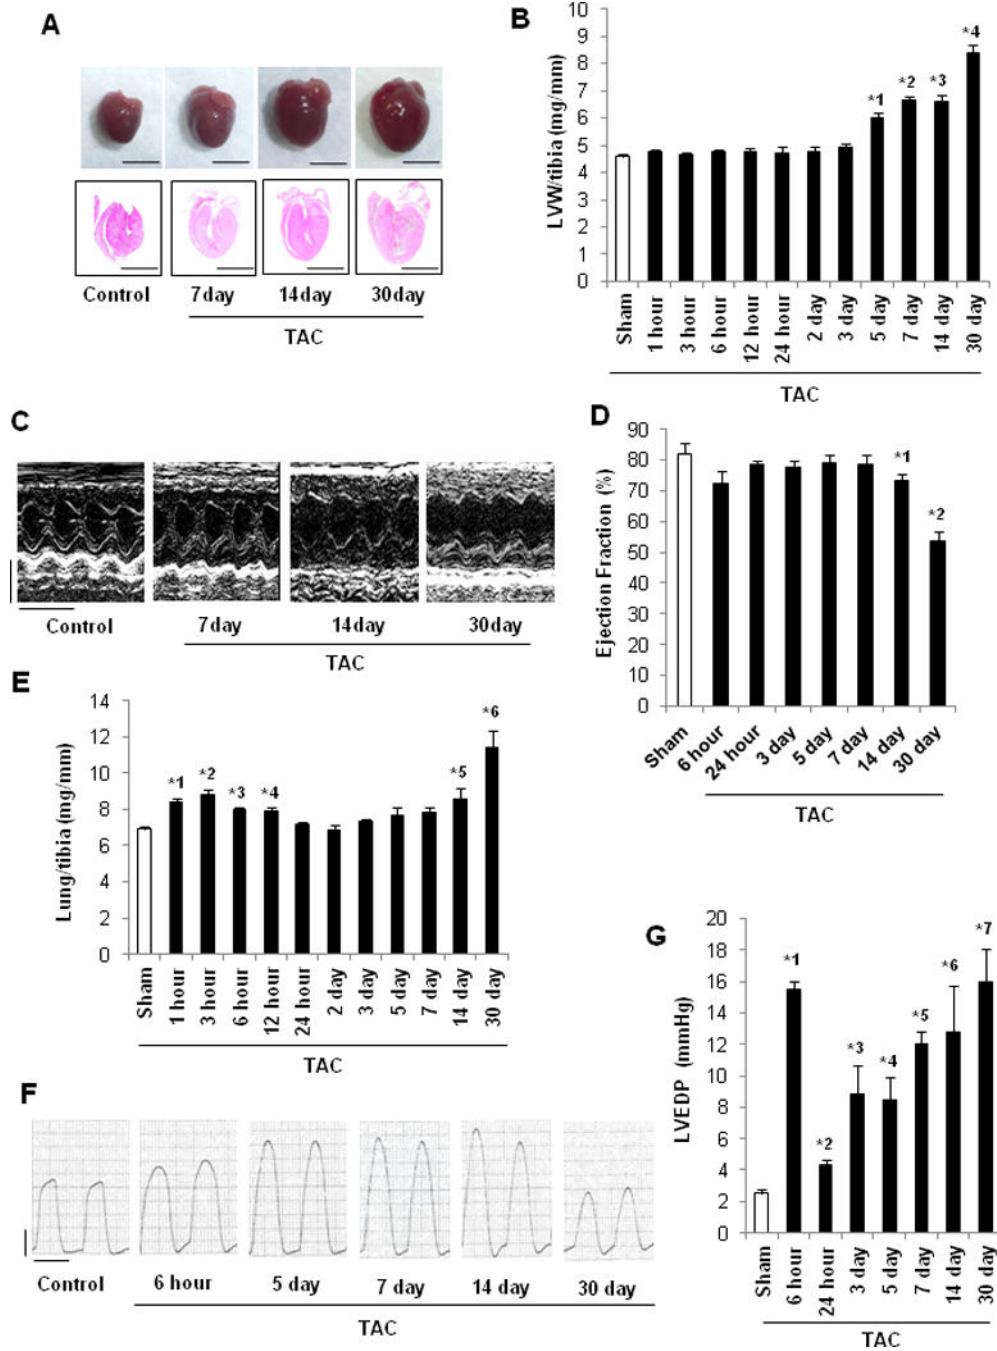 A
Control
7day
14day
30day
TAC
B
LVW/tibia (mg/mm)
10
9
8
7
6
5
4
3
2
1
0
*1
*2
*3
*4
Sham
1 hour
3 hour
6 hour
12 hour
24 hour
2 day
3 day
5 day
7 day
14 day
30 day
TAC
C
Control
7day
14day
30day
TAC
D
Ejection Fraction (%)
90
80
70
60
50
40
30
20
10
0
*1
*2
Sham
6 hour
24 hour
3 day
5 day
7 day
14 day
30 day
TAC
E
Lung/tibia (mg/mm)
14
12
10
8
6
4
2
0
*1
*2
*3
*4
*5
*6
Sham
1 hour
3 hour
6 hour
12 hour
24 hour
2 day
3 day
5 day
7 day
14 day
30 day
TAC
F
Control
6 hour
5 day
7 day
14 day
30 day
TAC
G
LVEDP (mmHg)
20
18
16
14
12
10
8
6
4
2
0
*1
*2
*3
*4
*5
*6
*7
Sham
6 hour
24 hour
3 day
5 day
7 day
14 day
30 day
TAC